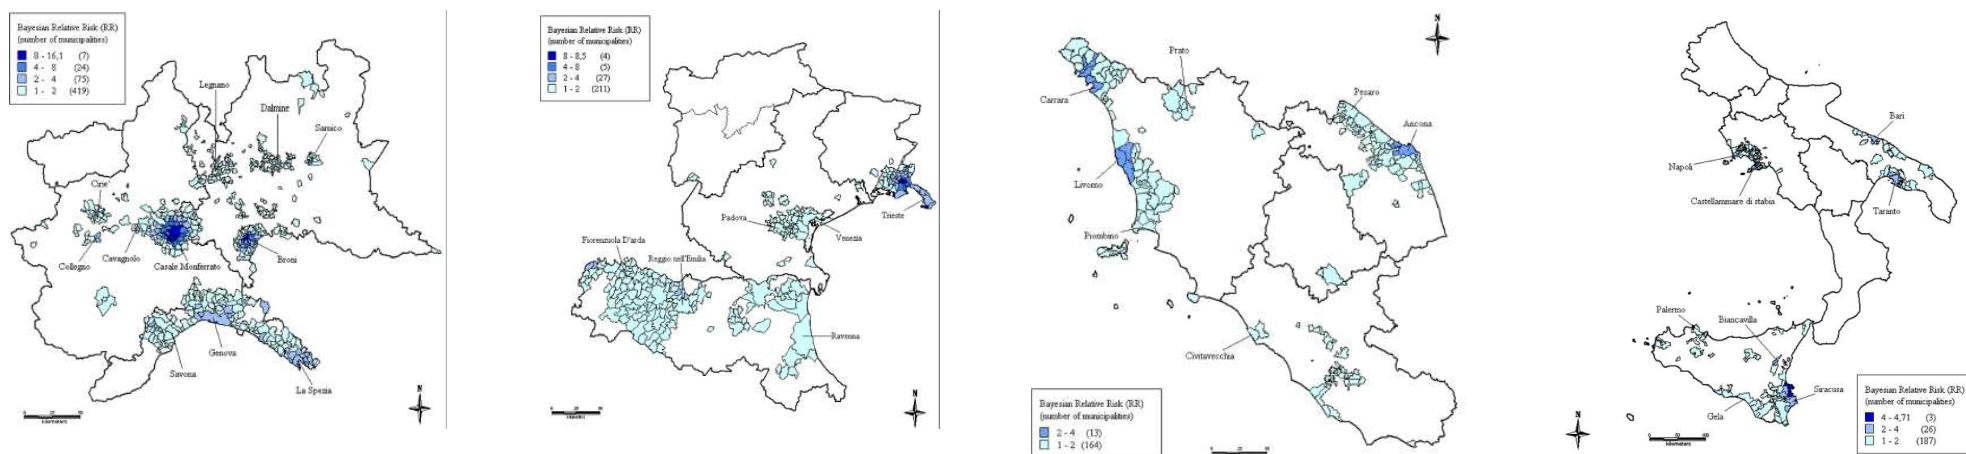 Bayesian Relative Risk (RR)
(number of municipalities)
8 - 16,1 (7)
4 - 8 (24)
2 - 4 (75)
1 - 2 (419)
Legnano
Dalmine
Sarnico
Cirie'
Collegno
Cavagnolo
Casale Monferrato
Broni
Genova
Savona
La Spezia
kilometers
N
Bayesian Relative Risk (RR)
(number of municipalities)
8 - 8,5 (4)
4 - 8 (5)
2 - 4 (27)
1 - 2 (211)
Trieste
Padova
Venezia
Fiorenzuola D'arda
Reggio nell'Emilia
Ravenna
N
N
Prato
Carrara
Pesaro
Ancona
Livorno
Piombino
Civitavecchia
Bayesian Relative Risk (RR)
(number of municipalities)
2 - 4 (13)
1 - 2 (164)
Bari
Napoli
Castellammare di stabia
Taranto
Palermo
Biancavilla
Siracusa
Gela
kilometers
N
Bayesian Relative Risk (RR)
(number of municipalities)
4 - 4,71 (3)
2 - 4 (26)
1 - 2 (187)